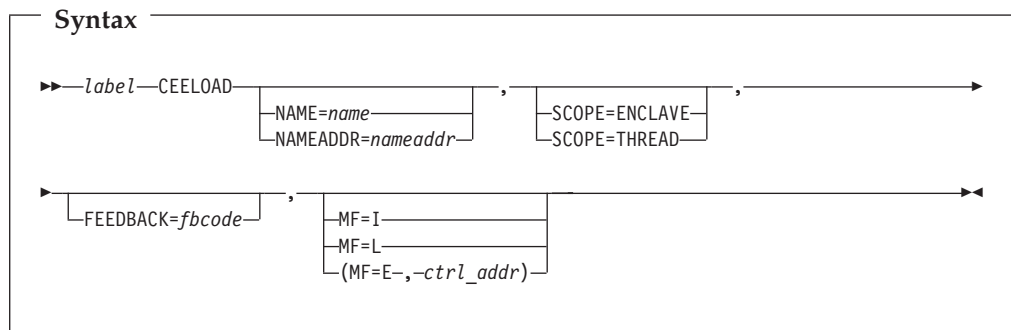 Syntax
label CEELOAD , ,
NAME=name SCOPE=ENCLAVE
NAMEADDR=nameaddr SCOPE=THREAD
,
FEEDBACK=fbcode MF=I
MF=L
(MF=E ,ctrl_addr)